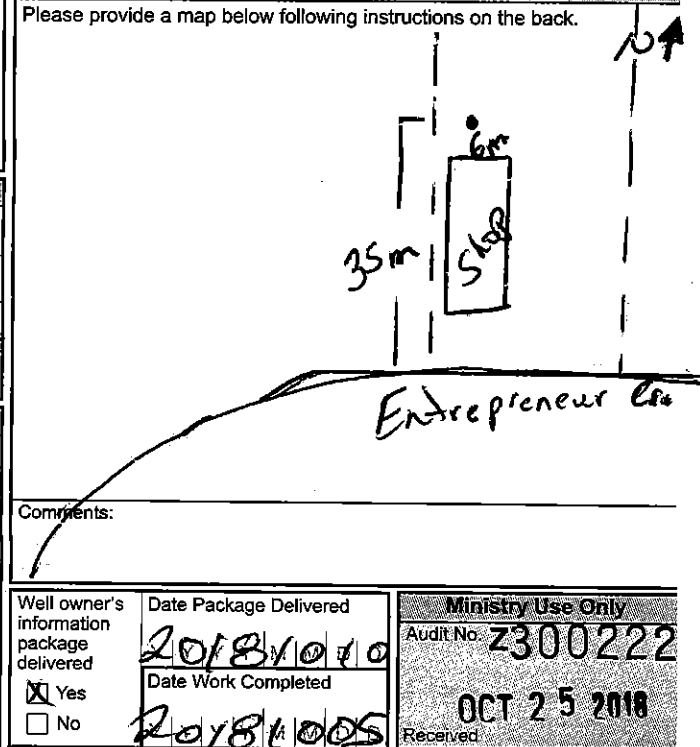 Please provide a map below following instructions on the back.
N
6m
35m
Shop
Entrepreneur Cres
Comments:
Well owner's information package delivered
Yes
No
Date Package Delivered
20181010
Date Work Completed
20181005
Ministry Use Only
Audit No. Z300222
OCT 25 2018
Received